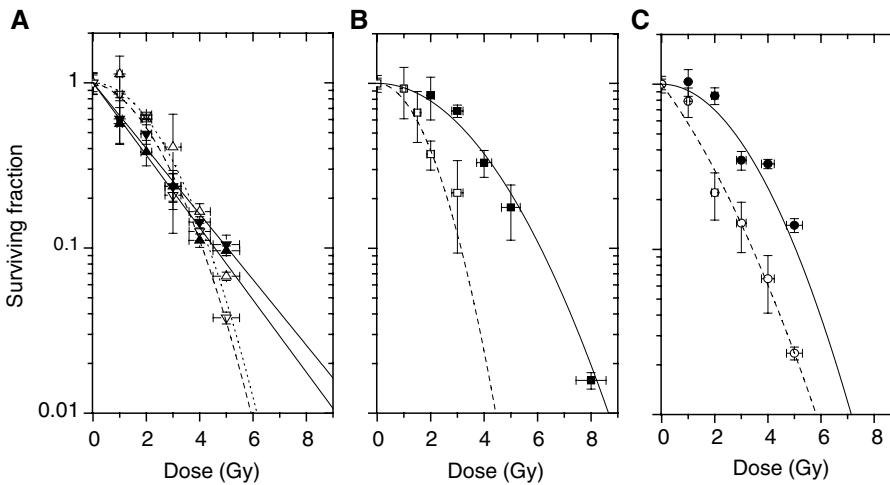 A
B
C
Surviving fraction
1
0.1
0.01
0 2 4 6 8
Dose (Gy)
0 2 4 6 8
Dose (Gy)
0 2 4 6 8
Dose (Gy)